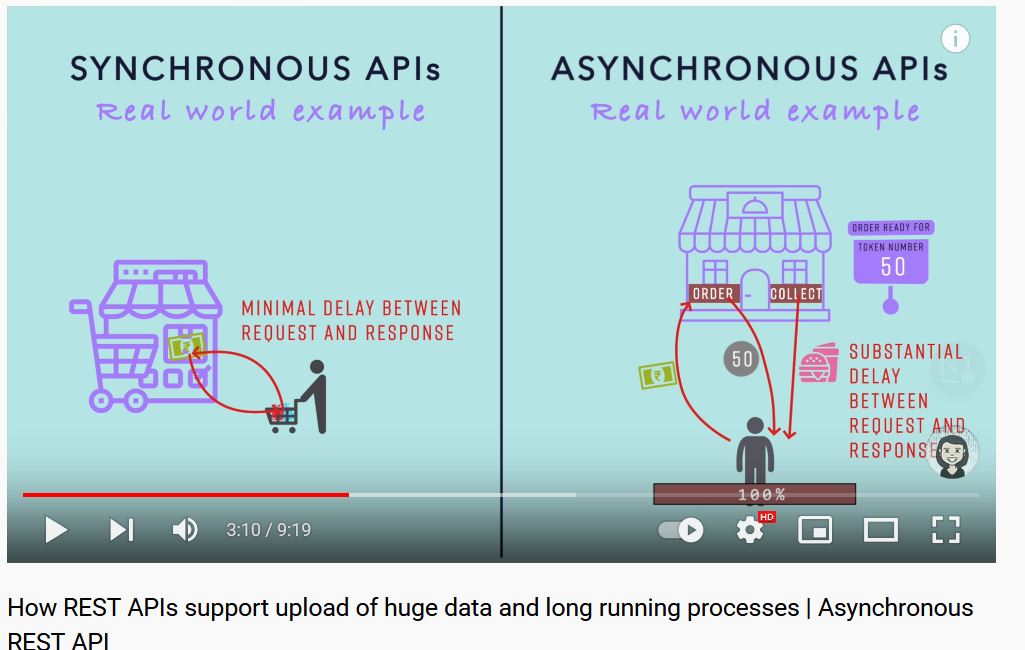 SYNCHRONOUS APIs
Real world example
MINIMAL DELAY BETWEEN
REQUEST AND RESPONSE
₹
ASYNCHRONOUS APIs
Real world example
i
ORDER READY FOR
TOKEN NUMBER
50
ORDER
COLLECT
₹
50
SUBSTANTIAL
DELAY
BETWEEN
REQUEST AND
RESPONSE
100%
3:10 / 9:19
HD
How REST APIs support upload of huge data and long running processes | Asynchronous
REST API